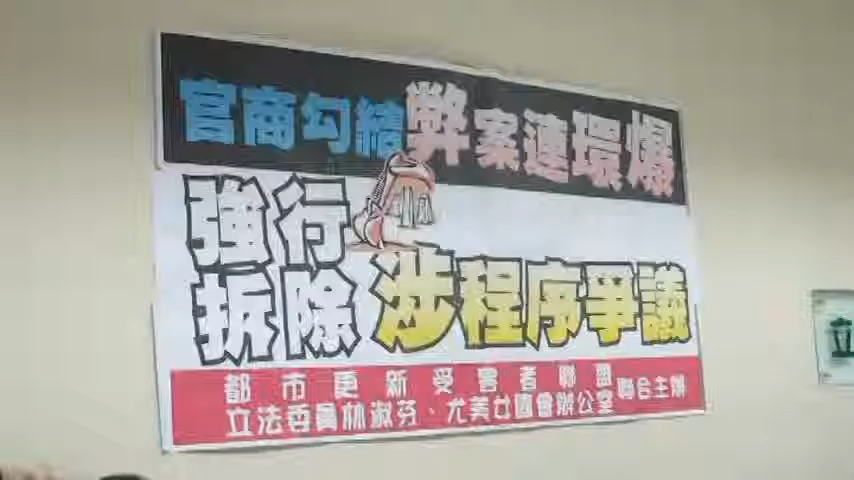 官商勾結弊案連環爆
強行
拆除涉程序爭議
都市更新受害者聯盟
立法委員林淑芬、尤美女國會辦公室 聯合主辦
立